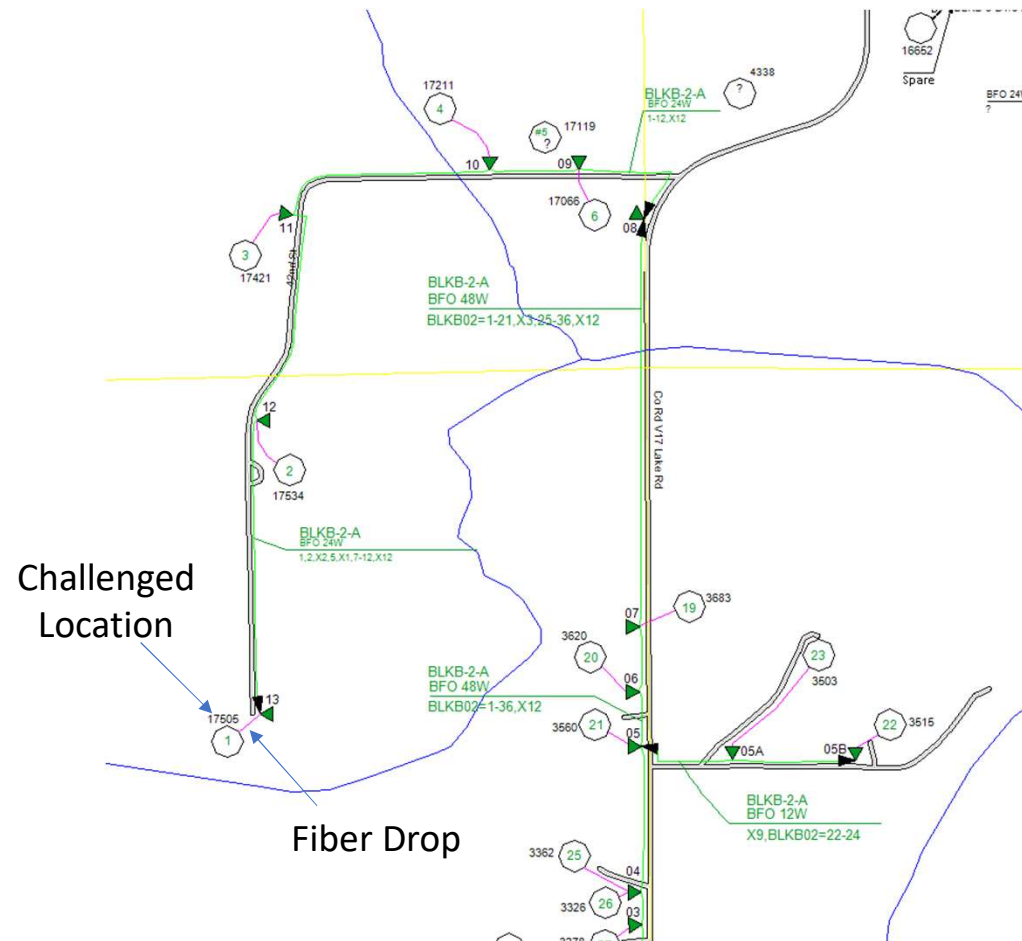 16652
Spare
BFO 24
?
17211
4
4338
?
BLKB-2-A
BFO 24W
1-12,X12
#5
?
17119
10
09
17066
6
08
11
3
17421
42nd St
BLKB-2-A
BFO 48W
BLKB02=1-21,X3,25-36,X12
12
2
17534
Co Rd V17 Lake Rd
BLKB-2-A
BFO 24W
1,2,X2,5,X1,7-12,X12
Challenged
Location
07
19
3683
3620
20
06
23
3503
BLKB-2-A
BFO 48W
BLKB02=1-36,X12
13
17505
1
3560
21
05
05A
05B
22
3515
Fiber Drop
BLKB-2-A
BFO 12W
X9,BLKB02=22-24
3362
25
04
3326
26
03